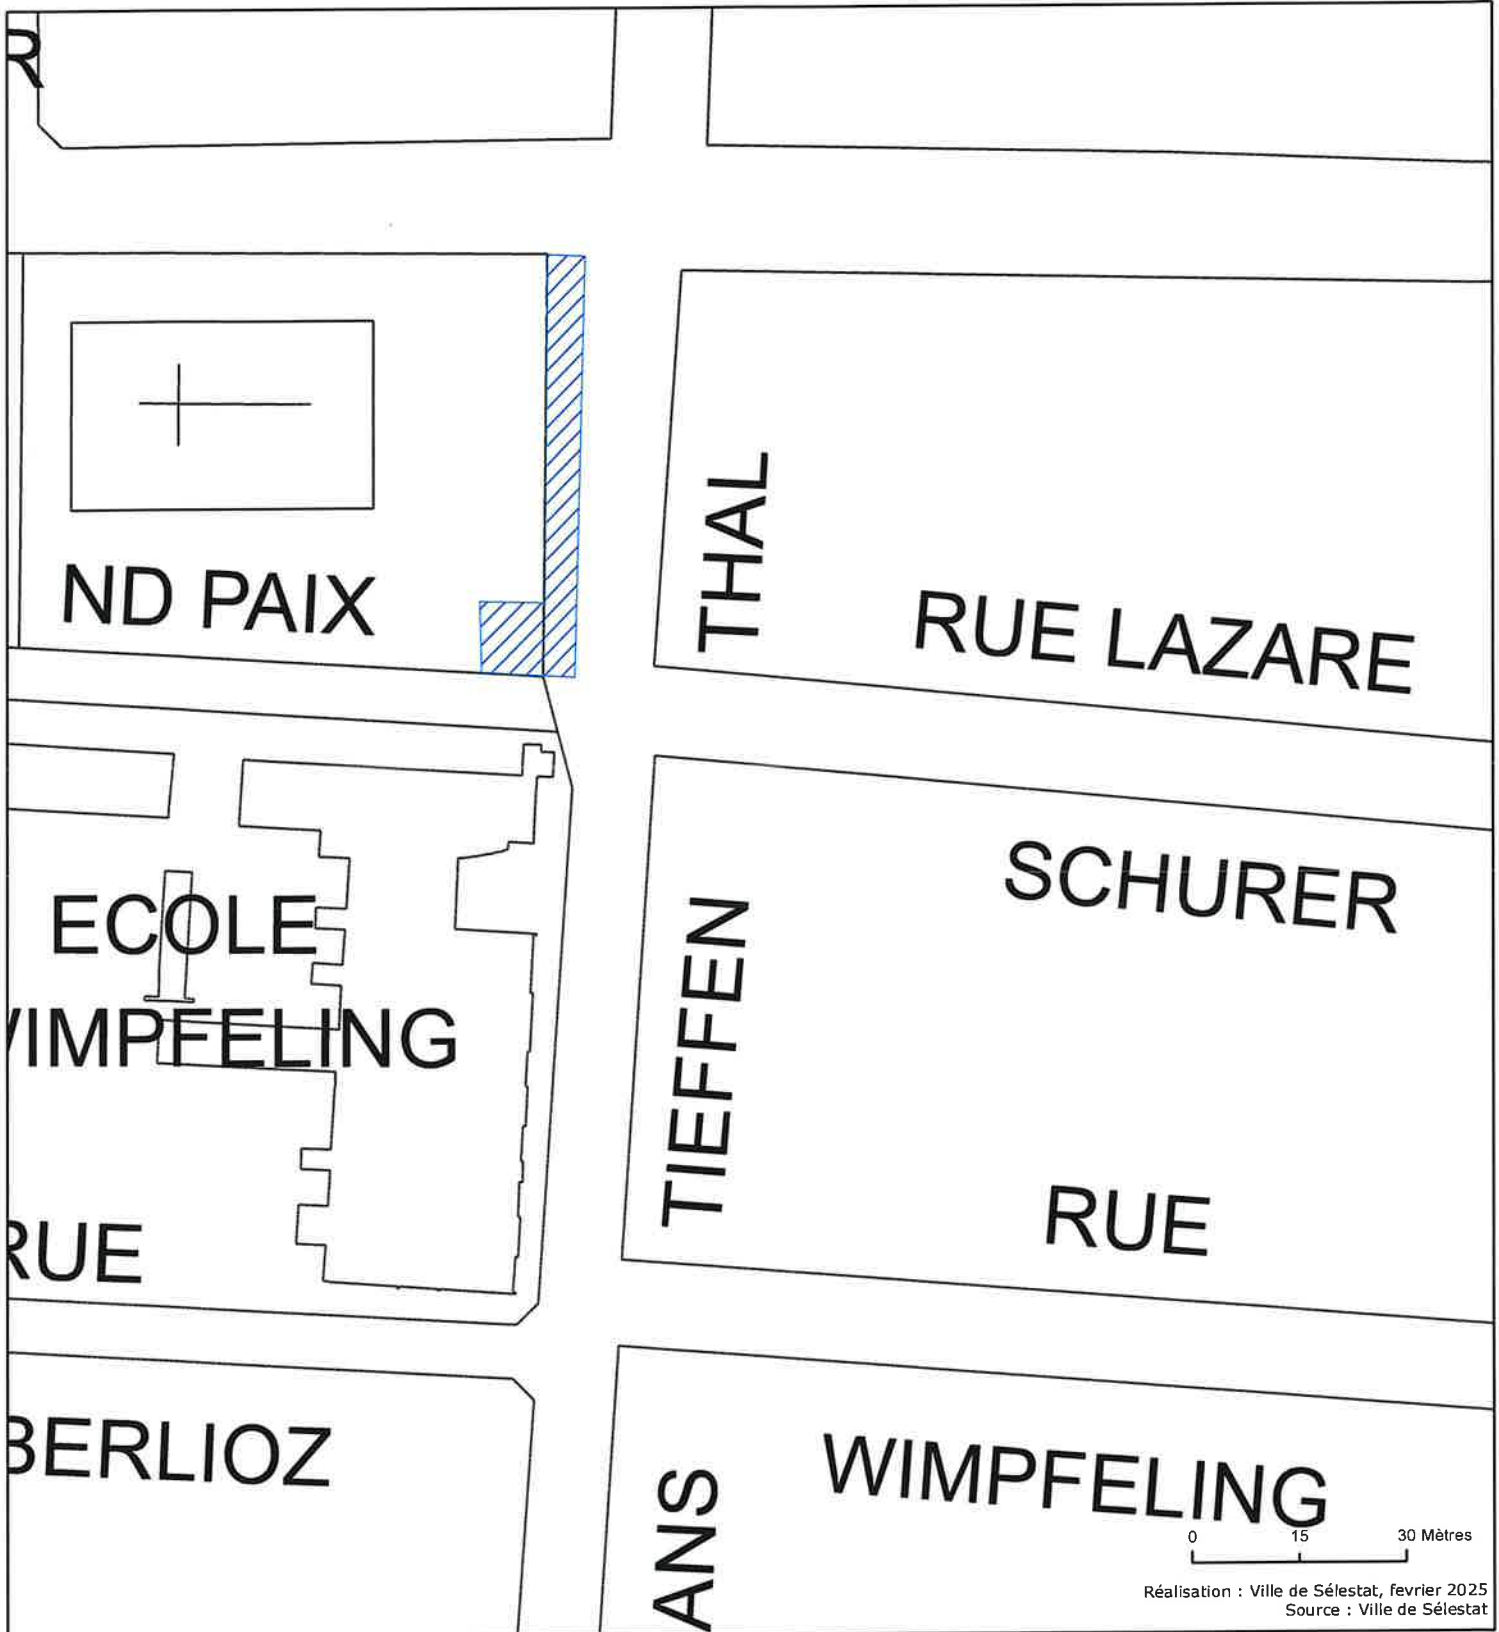 R
THAL
ND PAIX
RUE LAZARE
SCHURER
ECOLE
TIEFFEN
WIMPFELING
RUE
RUE
BERLIOZ
WIMPFELING
ANS
0 15 30 Mètres
Réalisation : Ville de Sélestat, fevrier 2025
Source : Ville de Sélestat